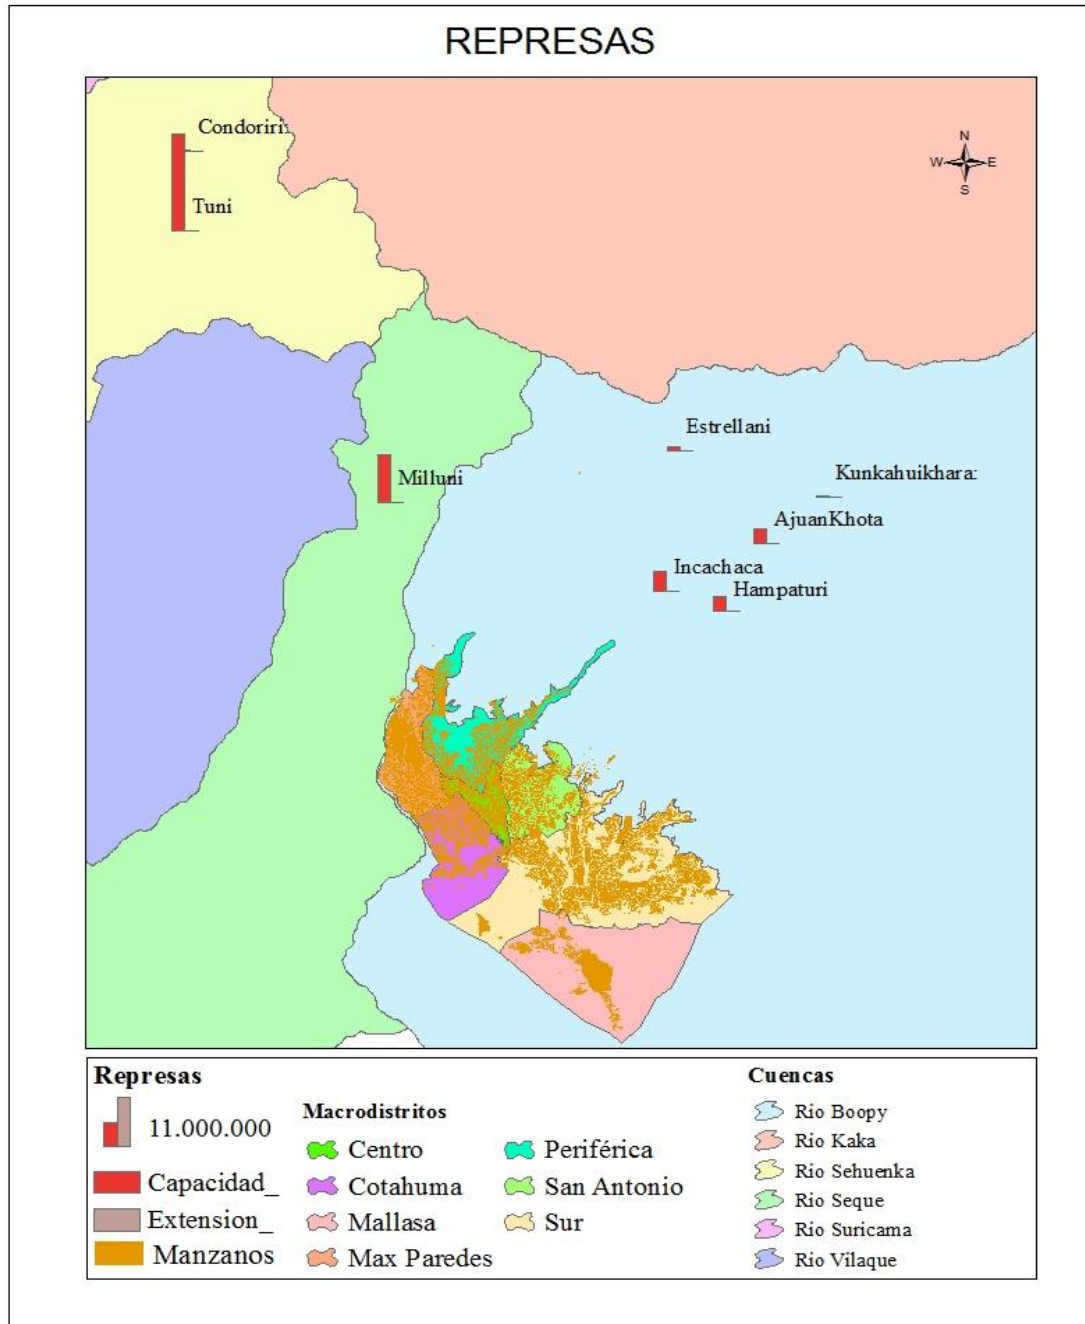 REPRESAS
Condoriri:
N
W E
S
Tuni
Estrellani
Kunkahuikhara:
Milluni
AjuanKhota
Incachaca
Hampaturi
Represas
11.000.000
Capacidad_
Extension_
Manzanos
Macrodistritos
Centro
Cotahuma
Mallasa
Max Paredes
Periférica
San Antonio
Sur
Cuencas
Rio Boopy
Rio Kaka
Rio Sehuenka
Rio Seque
Rio Suricama
Rio Vilaque